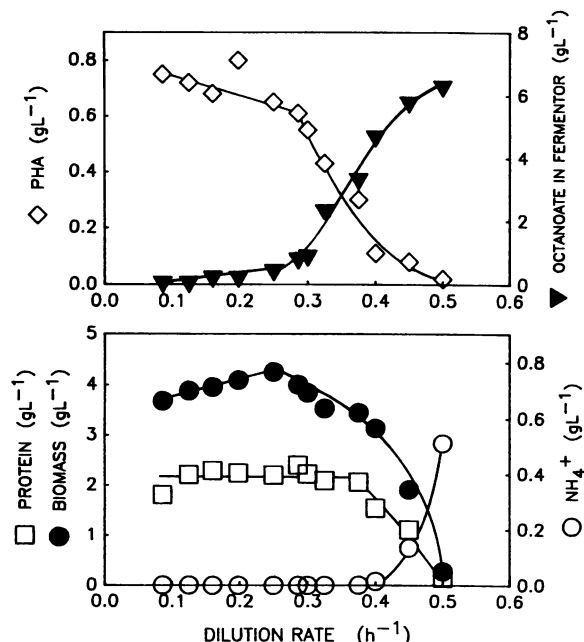 0.8
0.6
0.4
0.2
0.0
PHA (gL⁻¹)
8
6
4
2
0
OCTANOATE IN FERMENTOR (gL⁻¹)
0.0 0.1 0.2 0.3 0.4 0.5 0.6
5
4
3
2
1
0
PROTEIN (gL⁻¹)
BIOMASS (gL⁻¹)
0.8
0.6
0.4
0.2
0.0
NH₄⁺ (gL⁻¹)
0.0 0.1 0.2 0.3 0.4 0.5 0.6
DILUTION RATE (h⁻¹)